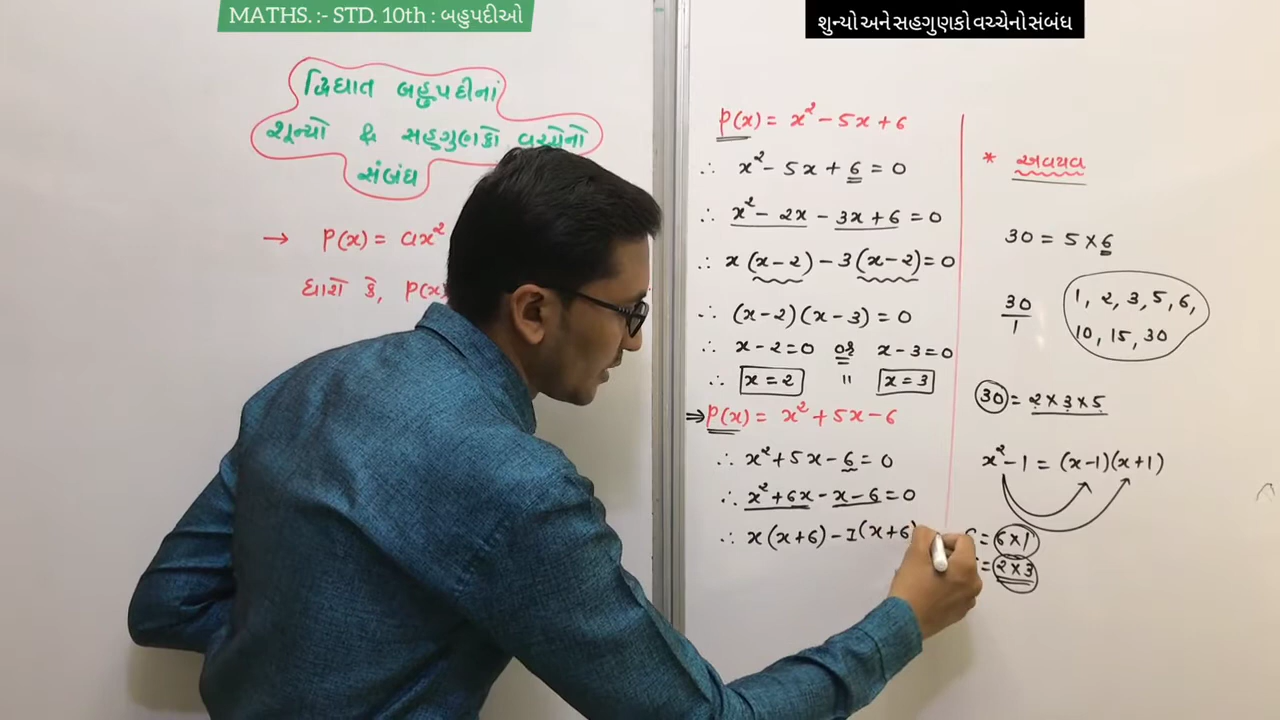 MATHS. :- STD. 10th : બહુપદીઓ
શુન્યો અને સહગુણકો વચ્ચેનો સંબંધ
દ્વિઘાત બહુપદીનાં
શૂન્યો & સહગુણકો વચ્ચેનો
સંબંધ
→ P(x) = ax²
ધારો કે, P(x)
P(x) = x² - 5x + 6
∴ x² - 5x + 6 = 0
∴ x² - 2x - 3x + 6 = 0
∴ x (x-2) - 3 (x-2) = 0
∴ (x-2) (x-3) = 0
∴ x-2=0 or x-3=0
∴ x=2 " x=3
⇒ P(x) = x² + 5x - 6
∴ x² + 5x - 6 = 0
∴ x² + 6x - x - 6 = 0
∴ x (x+6) - 1 (x+6)
* અવયવ
30 = 5 × 6
30/1
1, 2, 3, 5, 6,
10, 15, 30
30 = 2 × 3 × 5
x² - 1 = (x-1)(x+1)
= 6×1
= 2×3